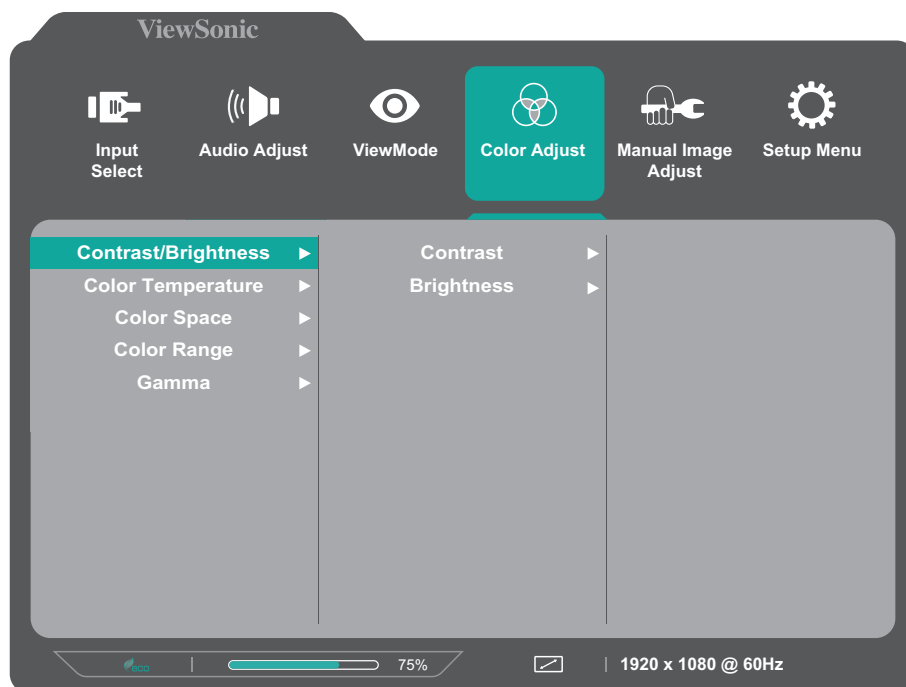 ViewSonic
Input
Select
Audio Adjust
ViewMode
Color Adjust
Manual Image
Adjust
Setup Menu
Contrast/Brightness
Color Temperature
Color Space
Color Range
Gamma
Contrast
Brightness
ECO
75%
1920 x 1080 @ 60Hz